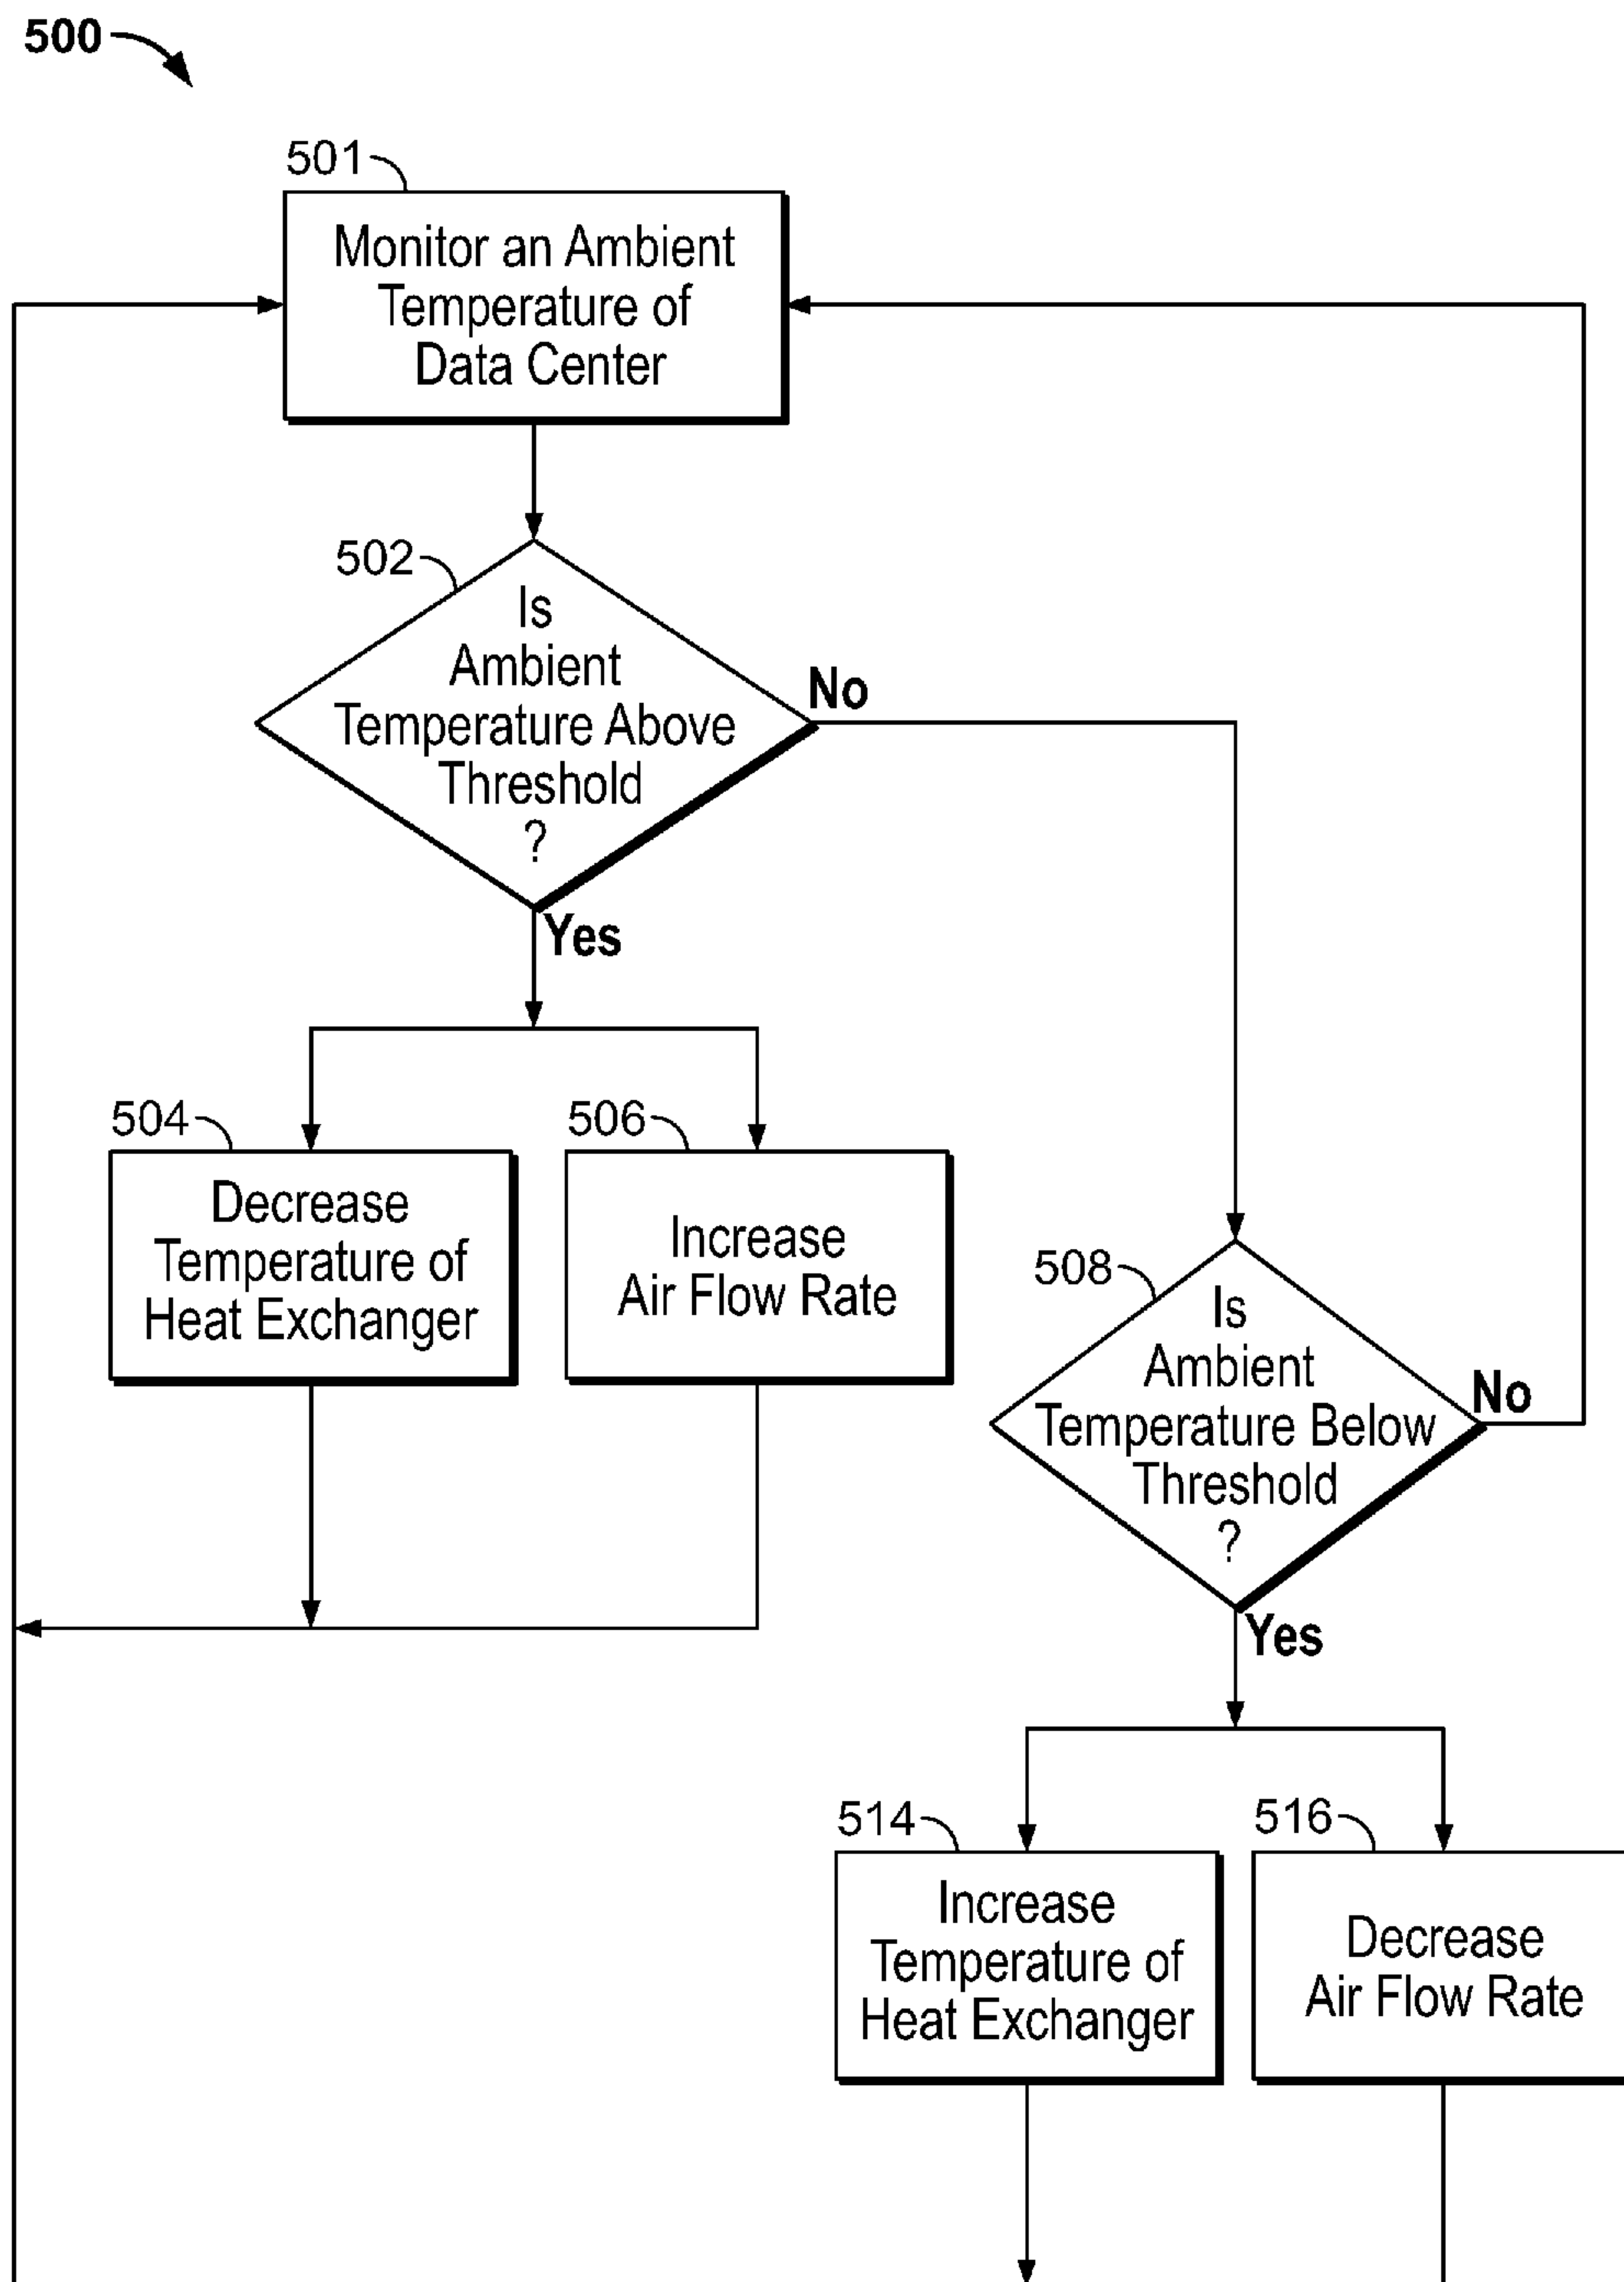 500
501
Monitor an Ambient
Temperature of
Data Center
502
Is
Ambient
Temperature Above
Threshold
?
No
Yes
504
Decrease
Temperature of
Heat Exchanger
506
Increase
Air Flow Rate
508
Is
Ambient
Temperature Below
Threshold
?
No
Yes
514
Increase
Temperature of
Heat Exchanger
516
Decrease
Air Flow Rate